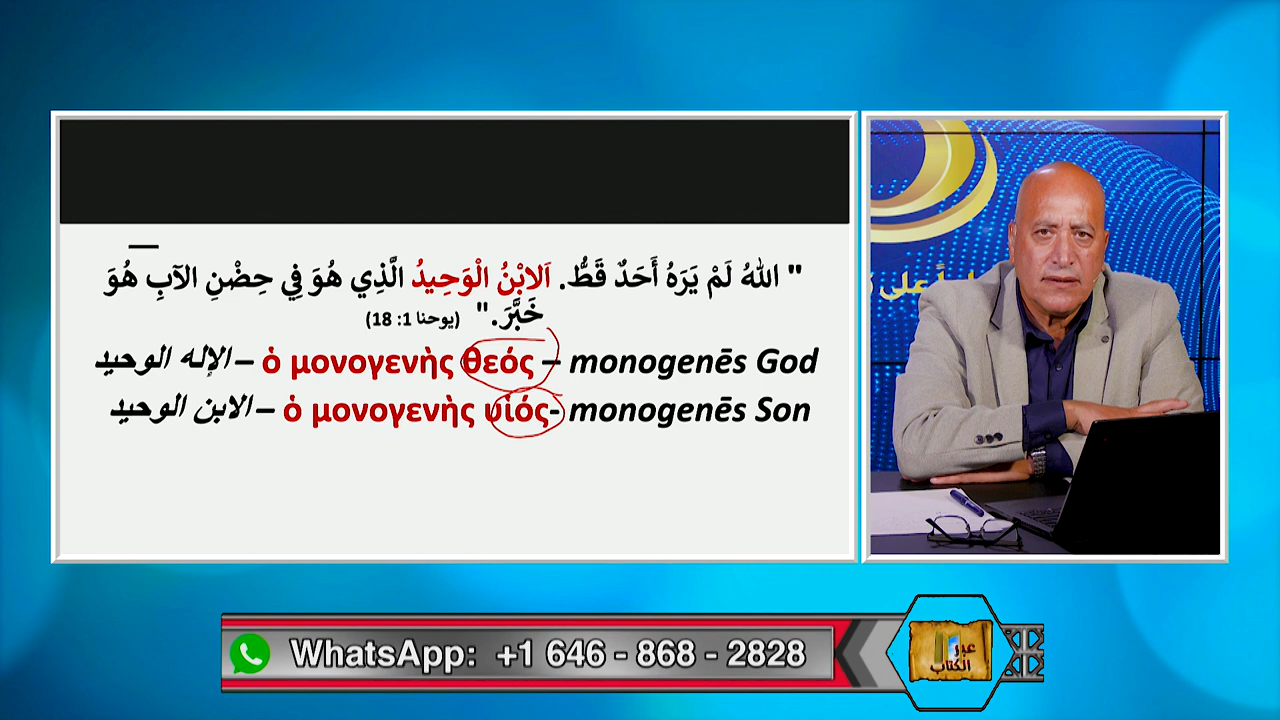 " اللهُ لَمْ يَرَهُ أَحَدٌ قَطُّ. اَلابْنُ الْوَحِيدُ الَّذِي هُوَ فِي حِضْنِ الآبِ هُوَ
خَبَّرَ." (يوحنا 1: 18)
الإله الوحيد – ὁ μονογενὴς θεός – monogenēs God
الابن الوحيد – ὁ μονογενὴς υἱός- monogenēs Son
على
WhatsApp: +1 646 - 868 - 2828
عبر
الكتاب